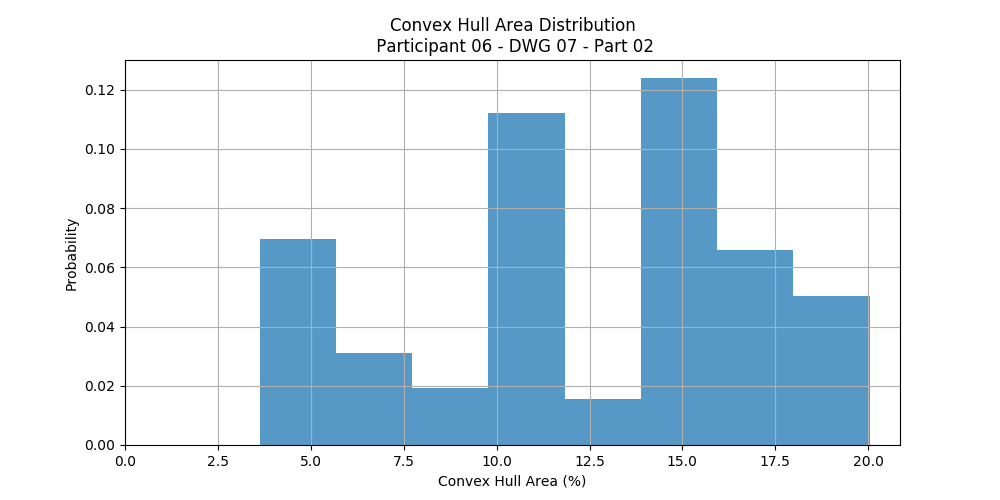 Convex Hull Area Distribution
Participant 06 - DWG 07 - Part 02
Probability
0.12
0.10
0.08
0.06
0.04
0.02
0.00
0.0 2.5 5.0 7.5 10.0 12.5 15.0 17.5 20.0
Convex Hull Area (%)